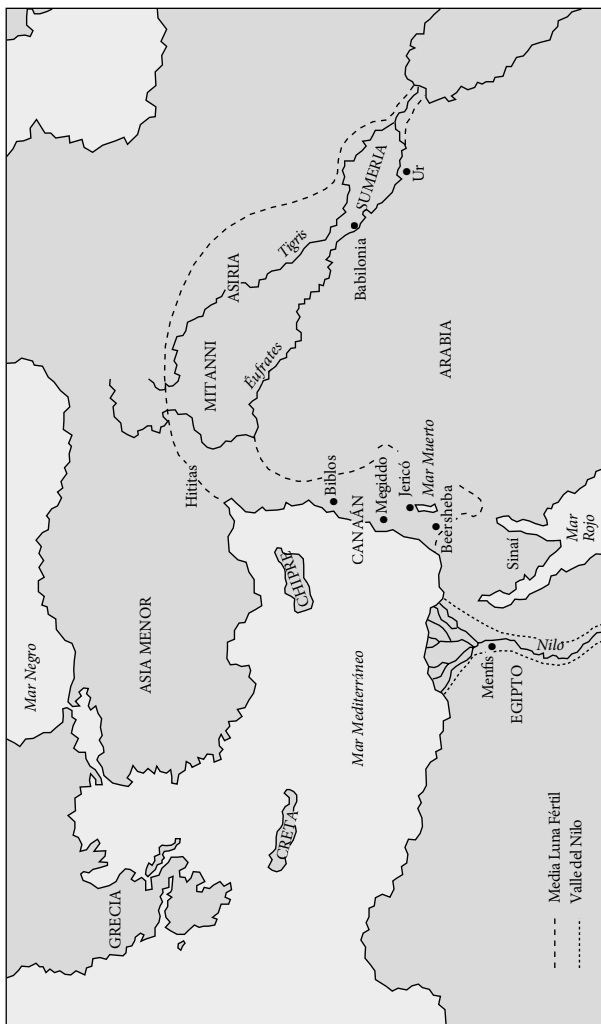 Mar Negro
GRECIA
ASIA MENOR
Hititas
MITANNI
ASIRIA
Tigris
Éufrates
SUMERIA
Babilonia
Ur
CRETA
CHIPRE
Mar Mediterráneo
Biblos
CANAÁN
Megiddo
Jericó
Mar Muerto
Beersheba
ARABIA
Sinaí
Mar
Rojo
Menfis
EGIPTO
Nilo
Media Luna Fértil
Valle del Nilo